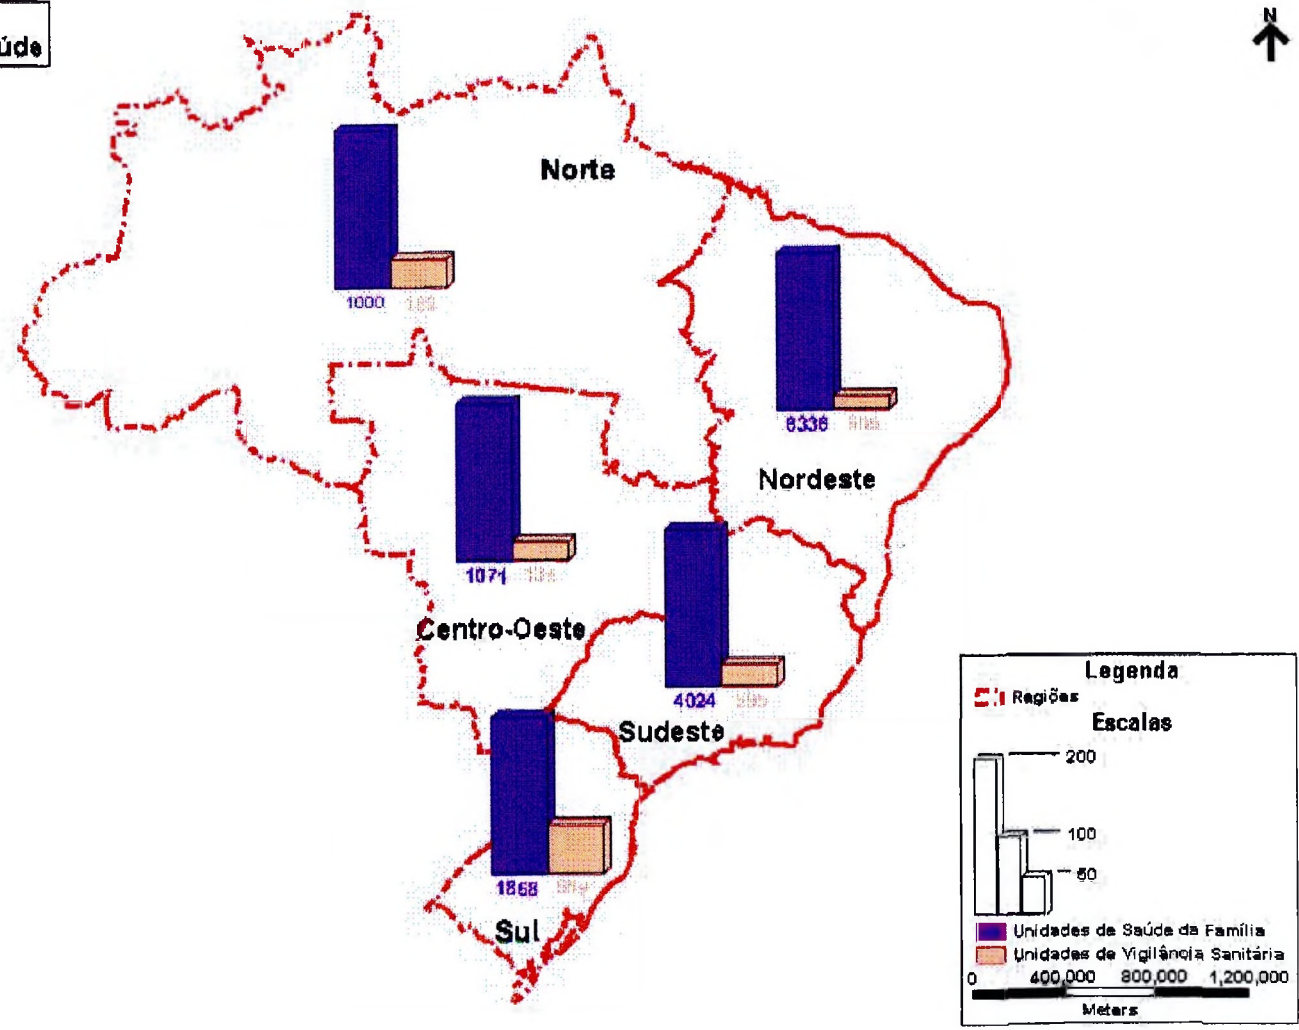 úde
N
Norte
1000
Nordeste
1071
Centro-Oeste
4024
Sudeste
1868
Sul
Legenda
Regiões
Escalas
200
100
50
Unidades de Saúde da Família
Unidades de Vigilância Sanitária
0 400,000 800,000 1,200,000
Meters